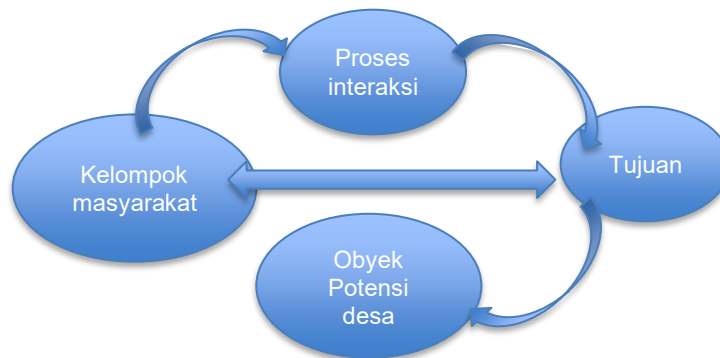 Proses
interaksi
Kelompok
masyarakat
Tujuan
Obyek
Potensi
desa